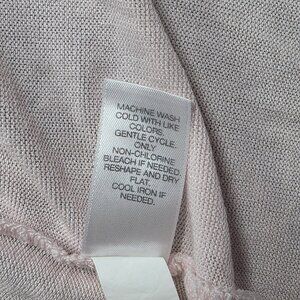 MACHINE WASH
COLD WITH LIKE
COLORS.
GENTLE CYCLE.
ONLY
NON-CHLORINE
BLEACH IF NEEDED.
RESHAPE AND DRY
FLAT.
COOL IRON IF
NEEDED.